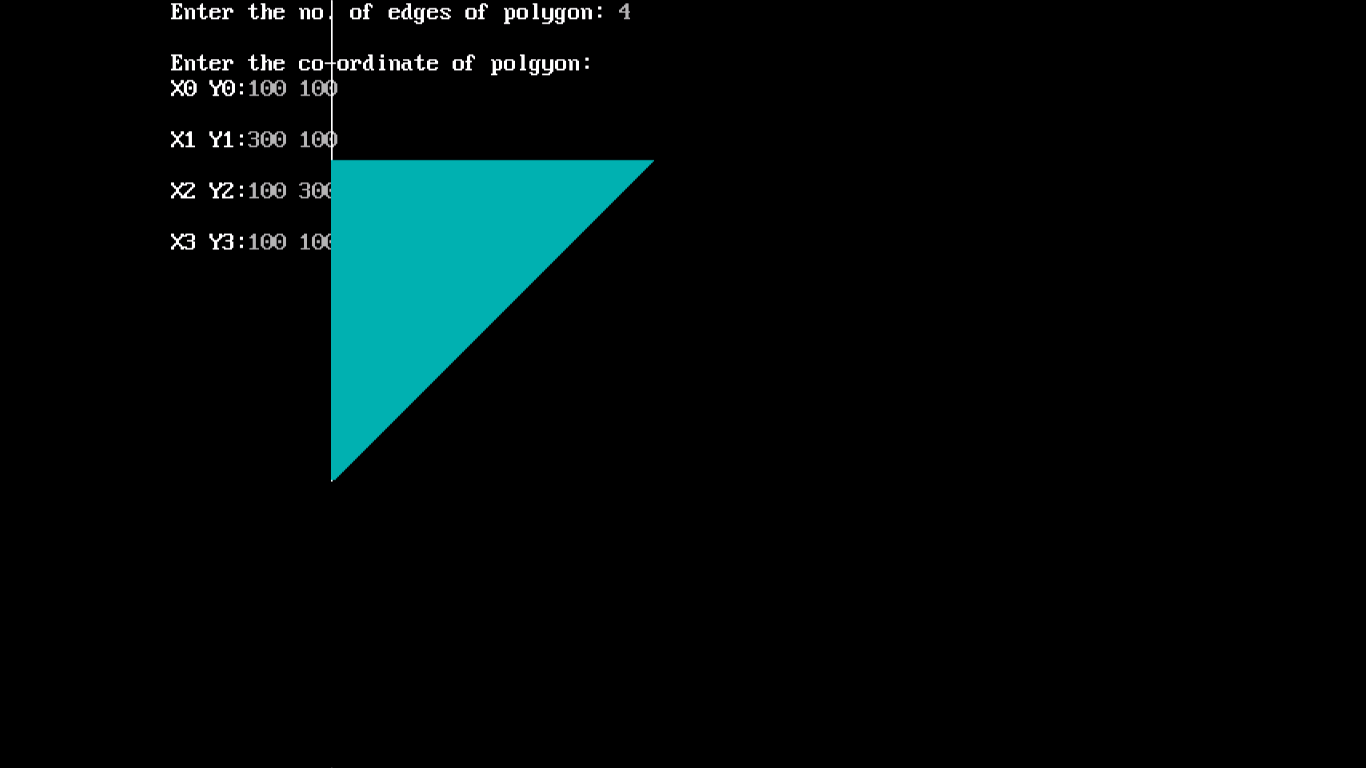 Enter the no. of edges of polygon: 4
Enter the co-ordinate of polgyon:
X0 Y0:100 100
X1 Y1:300 100
X2 Y2:100 300
X3 Y3:100 100